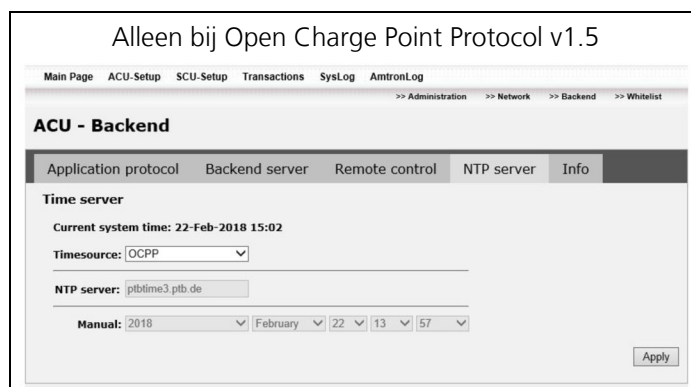 Alleen bij Open Charge Point Protocol v1.5
Main Page ACU-Setup SCU-Setup Transactions SysLog AmtronLog
>> Administration >> Network >> Backend >> Whitelist
ACU - Backend
Application protocol Backend server Remote control NTP server Info
Time server
Current system time: 22-Feb-2018 15:02
Timesource: OCPP
NTP server: ptbtime3.ptb.de
Manual: 2018 February 22 13 57
Apply